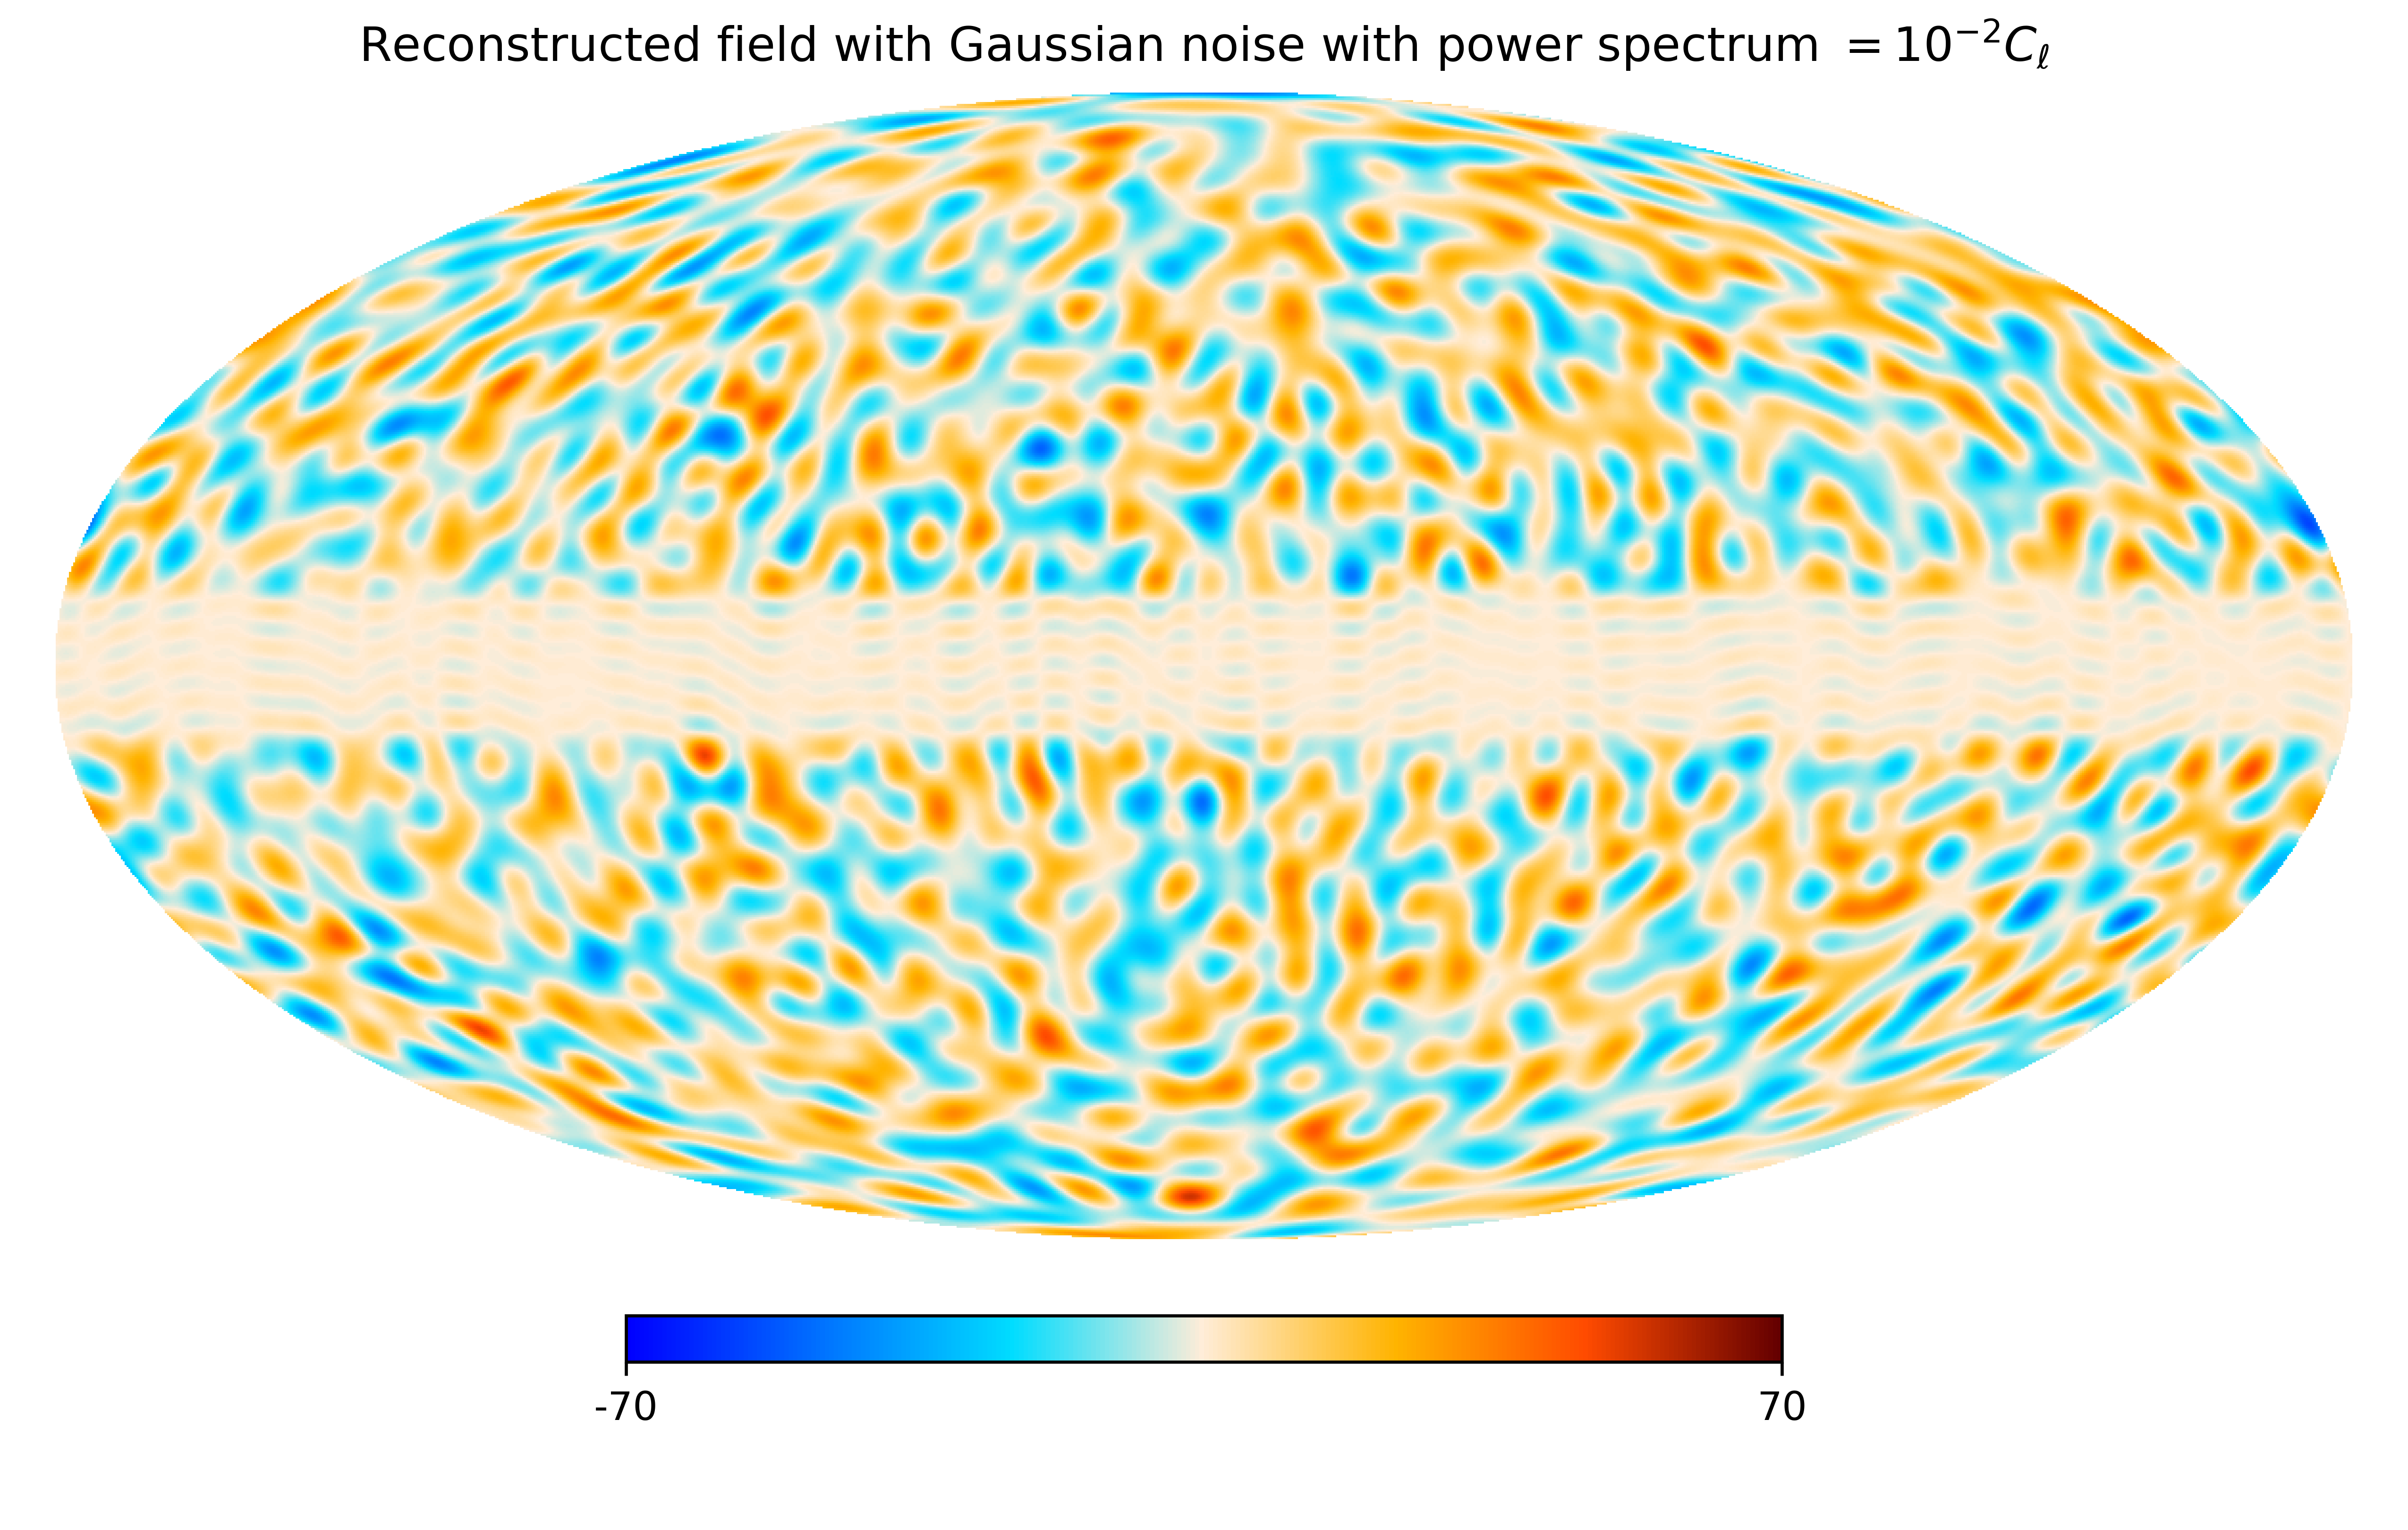 Reconstructed field with Gaussian noise with power spectrum $= 10^{-2}C_{\ell}$
-70 70